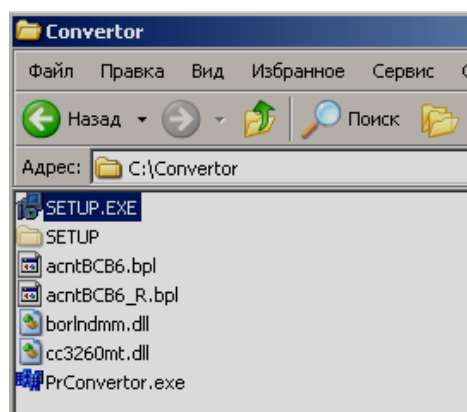 Convertor
Файл Правка Вид Избранное Сервис
Назад Поиск
Адрес: C:\Convertor
SETUP.EXE
SETUP
acntBCB6.bpl
acntBCB6_R.bpl
borlndmm.dll
cc3260mt.dll
PrConvertor.exe